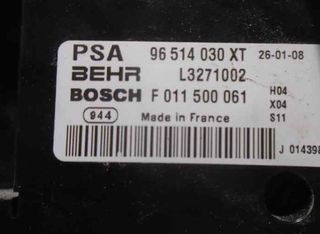 PSA 96 514 030 XT 26-01-08
BEHR L3271002
BOSCH F 011 500 061 H04
X04
944 Made in France S11
J 014398